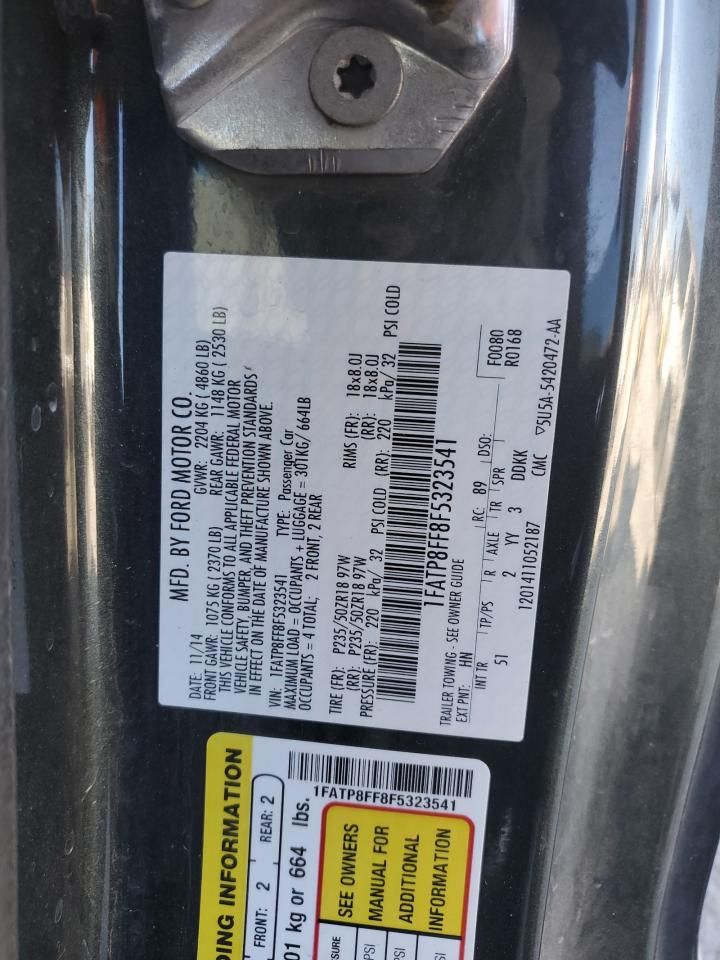 MFD. BY FORD MOTOR CO.
DATE: 11/14 GVWR: 2204 KG ( 4860 LB)
FRONT GAWR: 1075 KG ( 2370 LB) REAR GAWR: 1148 KG ( 2530 LB)
THIS VEHICLE CONFORMS TO ALL APPLICABLE FEDERAL MOTOR
VEHICLE SAFETY, BUMPER, AND THEFT PREVENTION STANDARDS
IN EFFECT ON THE DATE OF MANUFACTURE SHOWN ABOVE.
VIN: 1FATP8FF8F5323541 TYPE: Passenger Car
MAXIMUM LOAD = OCCUPANTS + LUGGAGE = 301KG/ 664LB
OCCUPANTS = 4 TOTAL; 2 FRONT, 2 REAR
TIRE (FR): P235/50ZR18 97W RIMS (FR): 18x8.0J
(RR): P235/50ZR18 97W (RR): 18x8.0J
PRESSURE (FR): 220 kPa/ 32 PSI COLD (RR): 220 kPa/ 32 PSI COLD
1FATP8FF8F5323541
TRAILER TOWING - SEE OWNER GUIDE
EXT PNT: HN RC: 89 DSO: F0080
R0168
INT TR TP/PS R AXLE TR SPR
51 2 YY 3 DDKK
1201411052187 CMC ▽5U5A-5420472-AA
DING INFORMATION
FRONT: 2 REAR: 2
01 kg or 664 lbs.
1FATP8FF8F5323541
SSURE
PSI
PSI
PSI
SEE OWNERS
MANUAL FOR
ADDITIONAL
INFORMATION